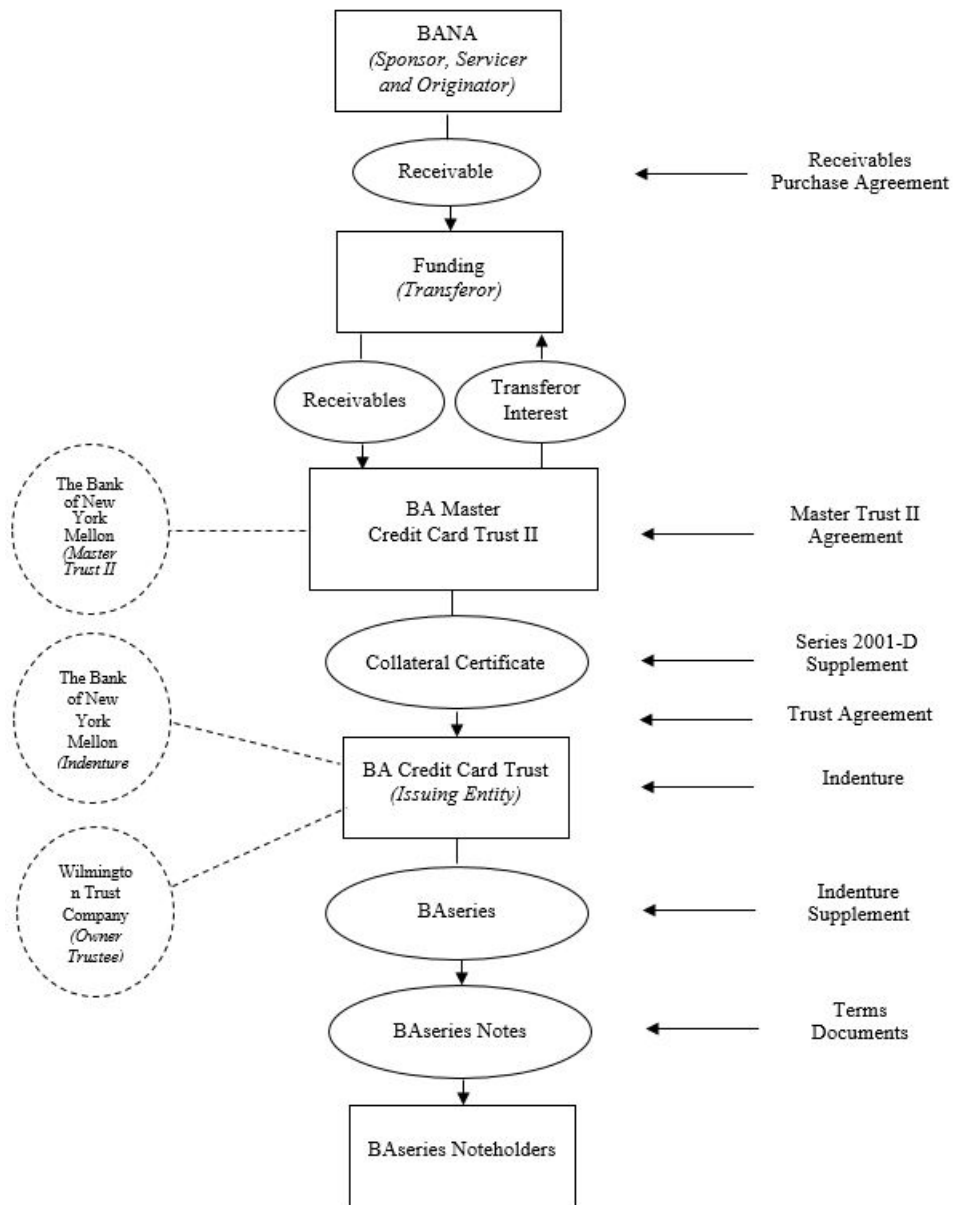 BANA
(Sponsor, Servicer
and Originator)
Receivable
Receivables
Purchase Agreement
Funding
(Transferor)
Receivables
Transferor
Interest
The Bank
of New
York
Mellon
(Master
Trust II
BA Master
Credit Card Trust II
Master Trust II
Agreement
Collateral Certificate
Series 2001-D
Supplement
The Bank
of New
York
Mellon
(Indenture
Trust Agreement
BA Credit Card Trust
(Issuing Entity)
Indenture
Wilmingto
n Trust
Company
(Owner
Trustee)
BAseries
Indenture
Supplement
BAseries Notes
Terms
Documents
BAseries Noteholders